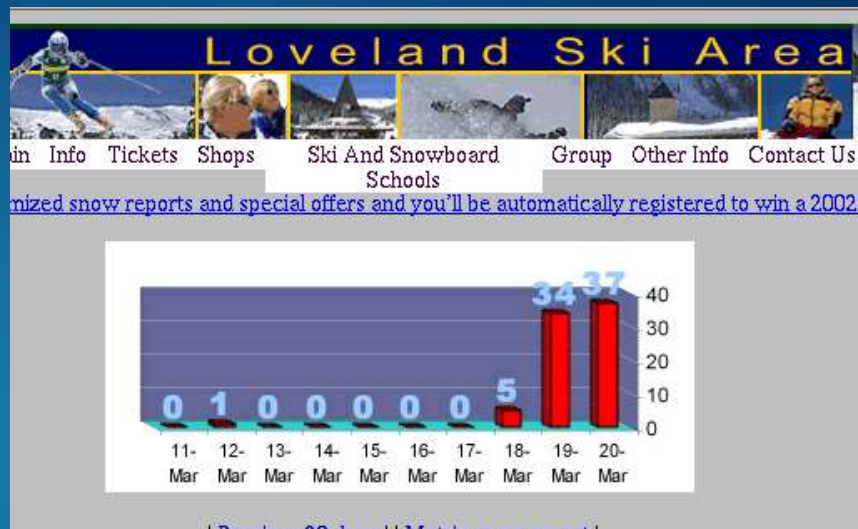 Loveland Ski Area
Info Tickets Shops Ski And Snowboard Group Other Info Contact Us
Schools
snow reports and special offers and you'll be automatically registered to win a 2002
34 37
40
30
20
10
0
0 1 0 0 0 0 0 5
11- 12- 13- 14- 15- 16- 17- 18- 19- 20-
Mar Mar Mar Mar Mar Mar Mar Mar Mar Mar